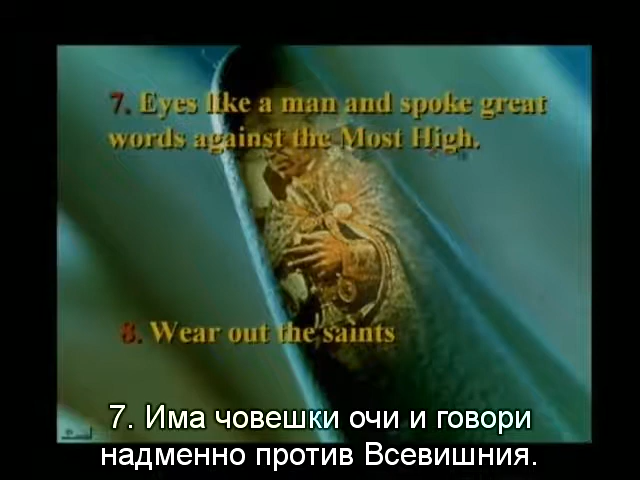 7. Eyes like a man and spoke great
words against the Most High.
8. Wear out the saints
7. Има човешки очи и говори
надменно против Всевишния.